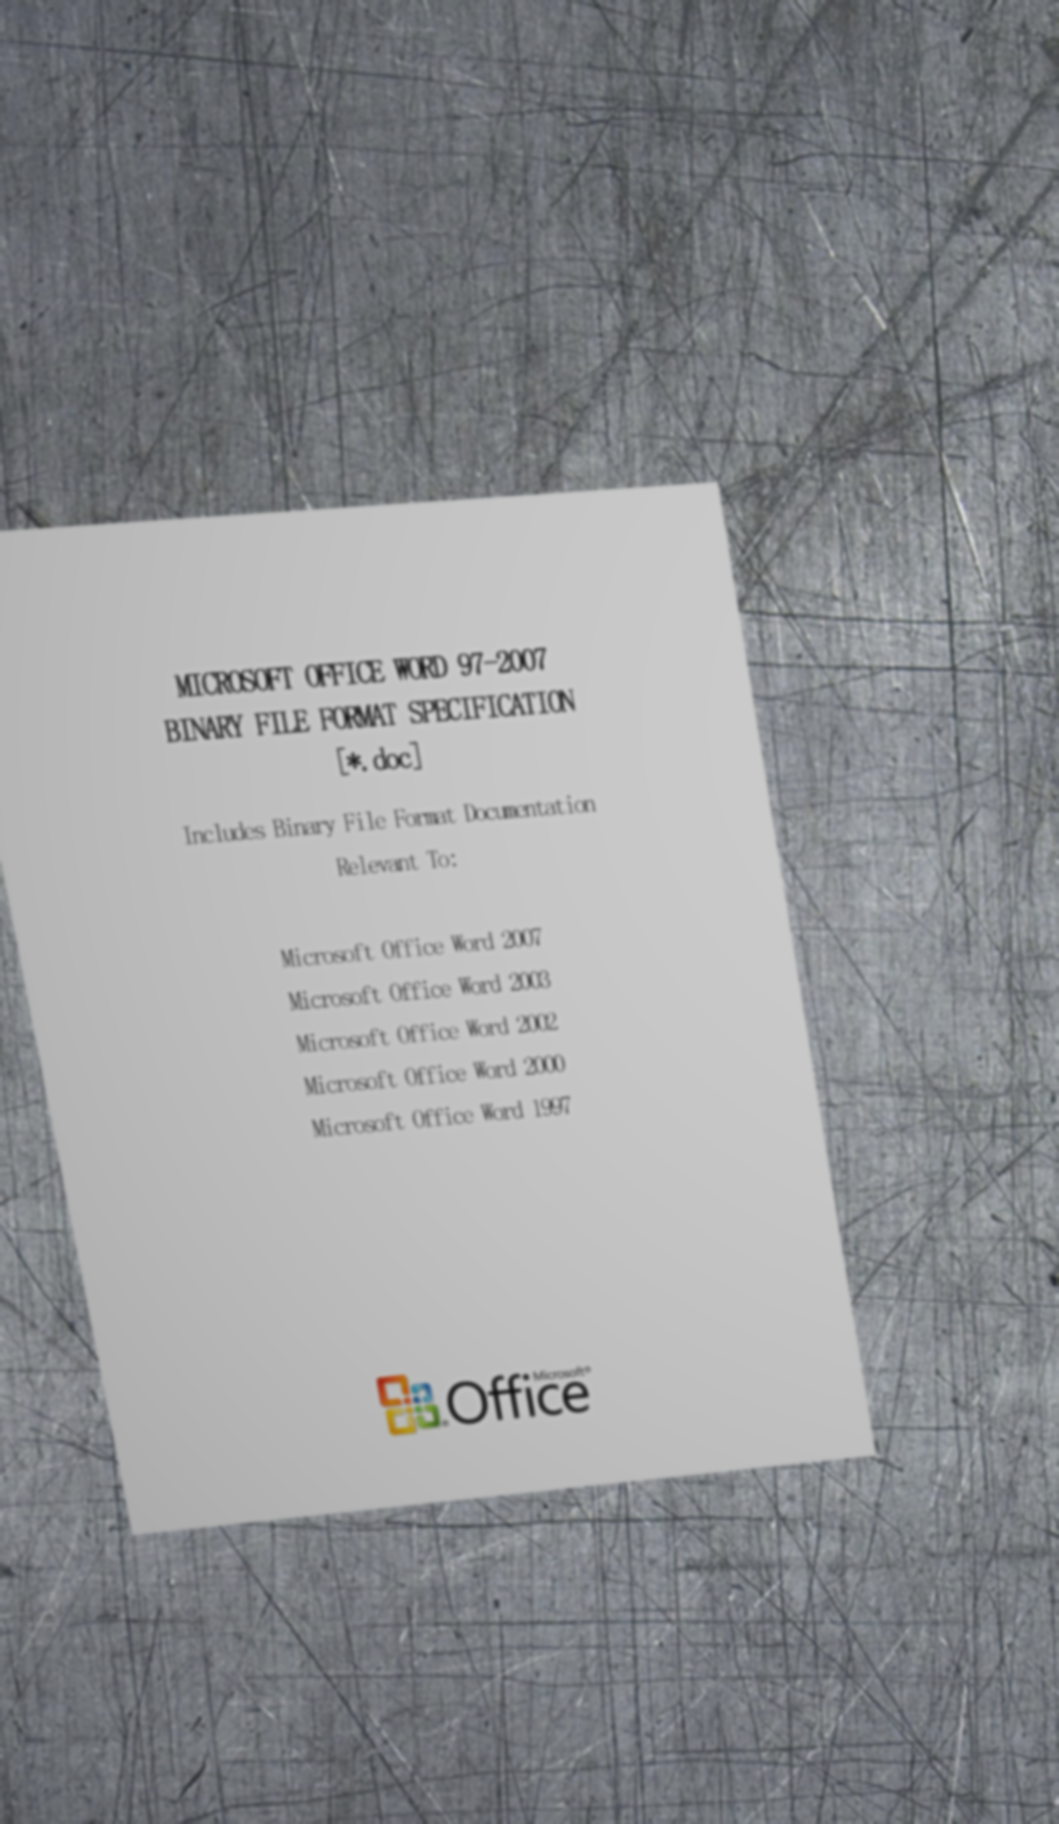 MICROSOFT OFFICE WORD 97-2007
BINARY FILE FORMAT SPECIFICATION
[*.doc]
Includes Binary File Format Documentation
Relevant To:
Microsoft Office Word 2007
Microsoft Office Word 2003
Microsoft Office Word 2002
Microsoft Office Word 2000
Microsoft Office Word 1997
Microsoft®
Office